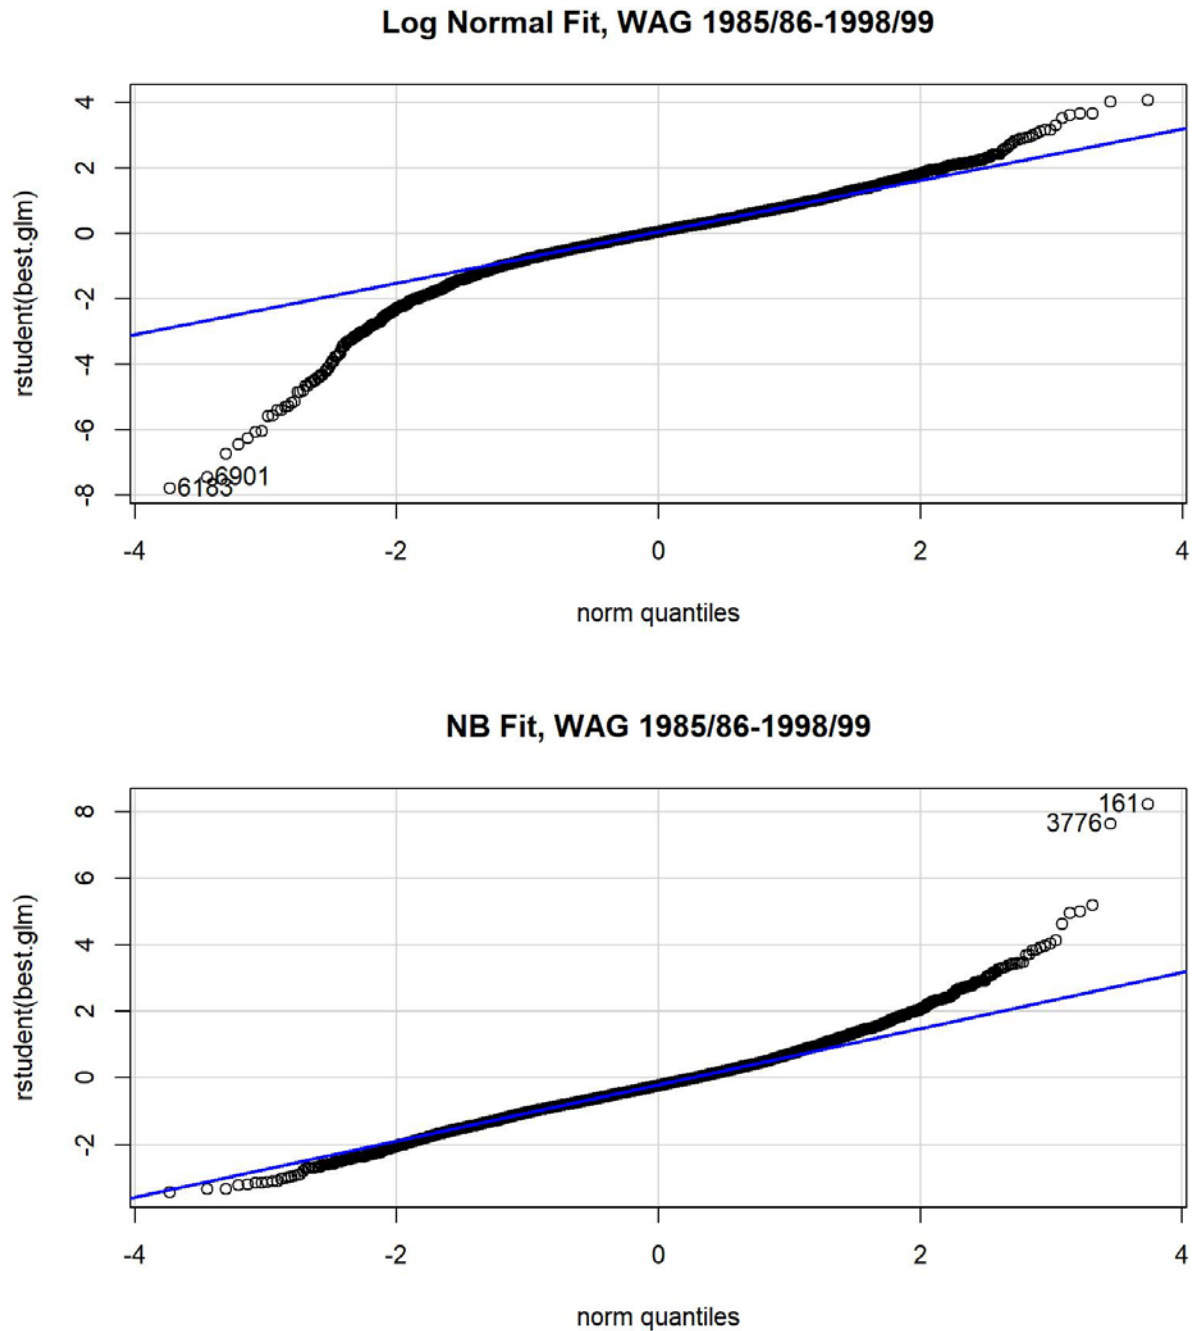 Log Normal Fit, WAG 1985/86-1998/99
4
2
0
-2
-4
-6
-8
rstudent(best.glm)
6901
6183
-4 -2 0 2 4
norm quantiles
NB Fit, WAG 1985/86-1998/99
8
6
4
2
0
-2
rstudent(best.glm)
161
3776
-4 -2 0 2 4
norm quantiles